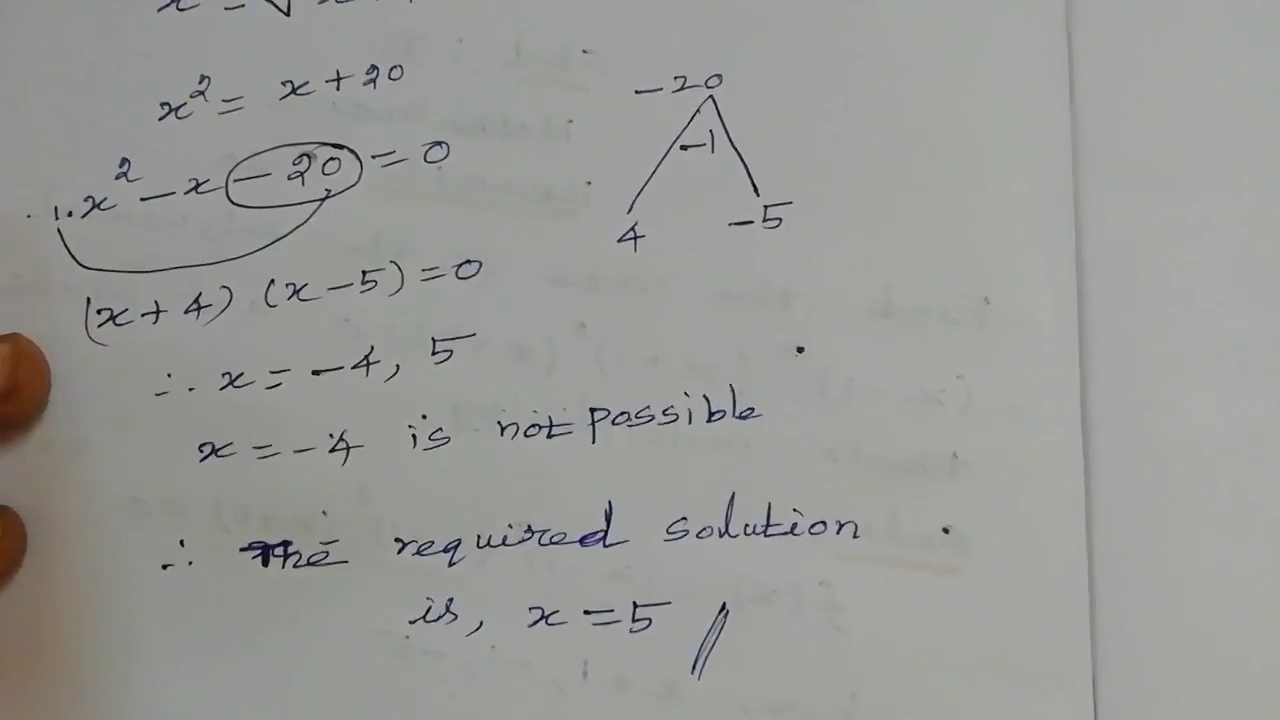 x² = x + 20
-20
-1
4 -5
1.x² - x - 20 = 0
(x + 4) (x - 5) = 0
∴ x = -4, 5
x = -4 is not possible
∴ The required solution
is, x = 5 //